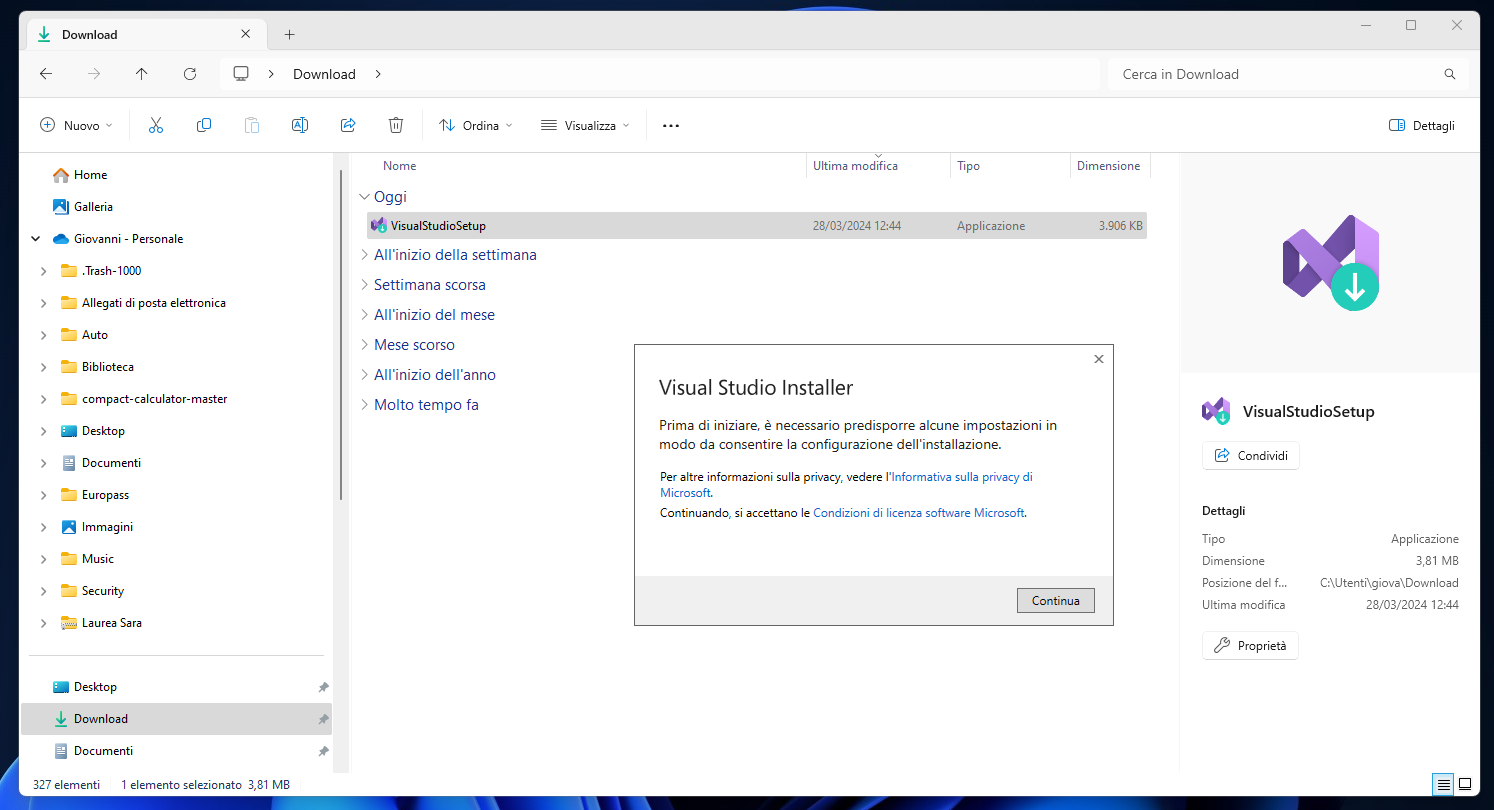 Download
Download
Cerca in Download
Nuovo
Ordina
Visualizza
Dettagli
Home
Galleria
Giovanni - Personale
.Trash-1000
Allegati di posta elettronica
Auto
Biblioteca
compact-calculator-master
Desktop
Documenti
Europass
Immagini
Music
Security
Laurea Sara
Desktop
Download
Documenti
Nome Ultima modifica Tipo Dimensione
Oggi
VisualStudioSetup 28/03/2024 12:44 Applicazione 3.906 KB
All'inizio della settimana
Settimana scorsa
All'inizio del mese
Mese scorso
All'inizio dell'anno
Molto tempo fa
Visual Studio Installer
Prima di iniziare, è necessario predisporre alcune impostazioni in
modo da consentire la configurazione dell'installazione.
Per altre informazioni sulla privacy, vedere l'Informativa sulla privacy di
Microsoft.
Continuando, si accettano le Condizioni di licenza software Microsoft.
Continua
VisualStudioSetup
Condividi
Dettagli
Tipo Applicazione
Dimensione 3,81 MB
Posizione del f... C:\Utenti\giova\Download
Ultima modifica 28/03/2024 12:44
Proprietà
327 elementi 1 elemento selezionato 3,81 MB